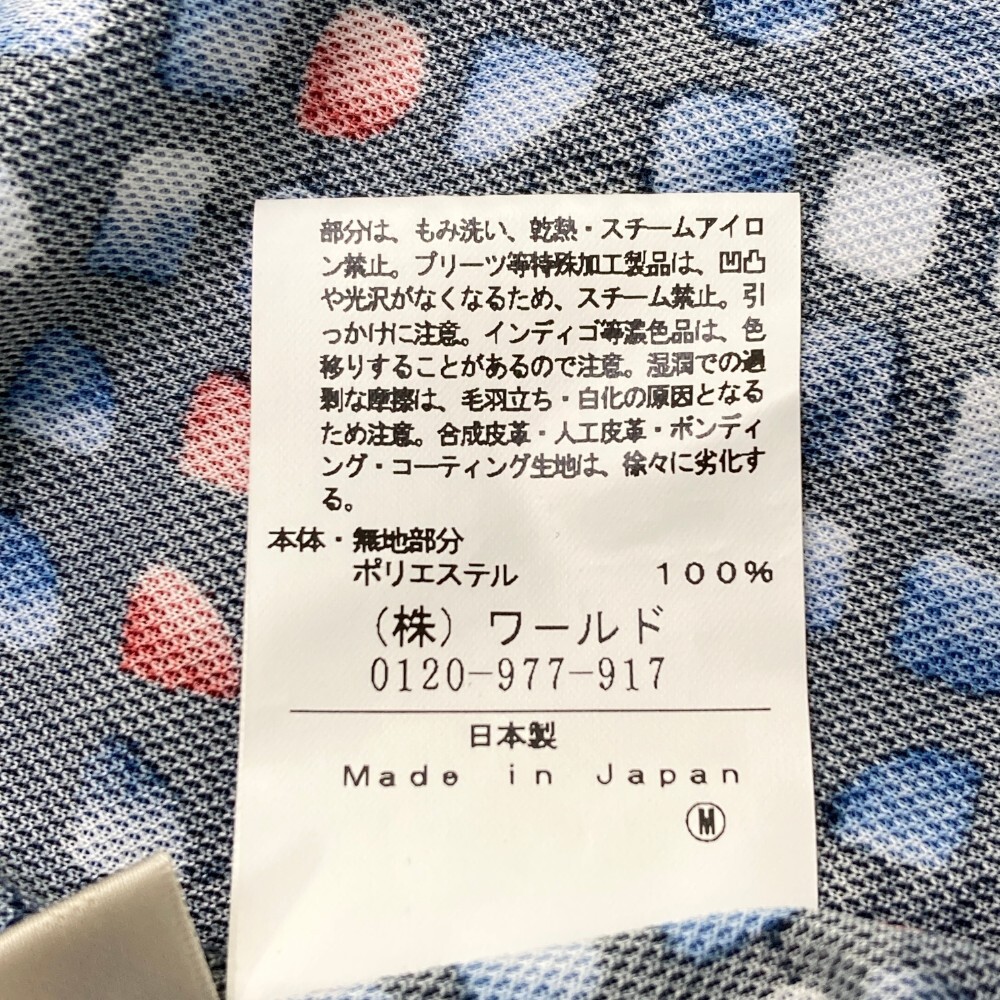 部分は、もみ洗い、乾熱・スチームアイロ
ン禁止。プリーツ等特殊加工製品は、凹凸
や光沢がなくなるため、スチーム禁止。引
っかけに注意。インディゴ等濃色品は、色
移りすることがあるので注意。湿潤での過
剰な摩擦は、毛羽立ち・白化の原因となる
ため注意。合成皮革・人工皮革・ボンディ
ング・コーティング生地は、徐々に劣化す
る。
本体・無地部分
ポリエステル 100%
(株)ワールド
0120-977-917
日本製
Made in Japan
Ⓜ